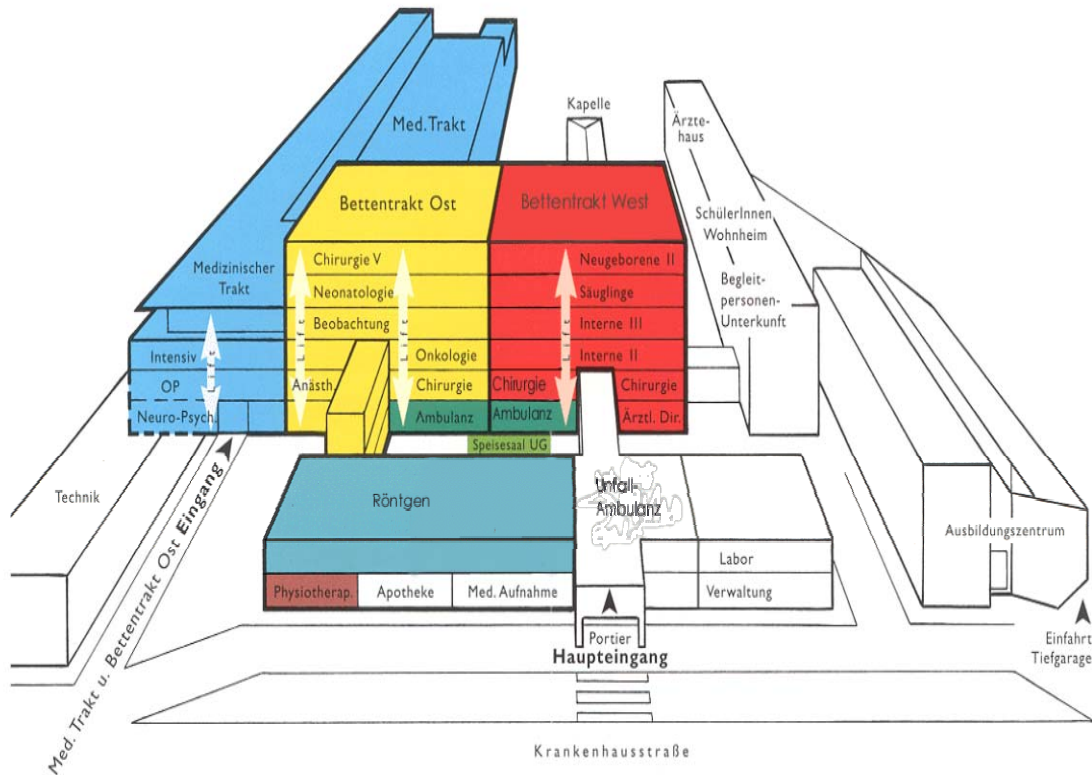 Med. Trakt
Kapelle
Ärzte-
haus
Bettentrakt Ost
Bettentrakt West
SchülerInnen
Wohnheim
Medizinischer
Trakt
Chirurgie V
Neugeborene II
Neonatologie
Säuglinge
Begleit-
personen-
Unterkunft
Beobachtung
Interne III
Intensiv
Onkologie
Interne II
OP
Anästh.
Chirurgie
Chirurgie
Chirurgie
Neuro-Psych.
Ambulanz
Ambulanz
Ärztl. Dir.
Lift
Lift
Lift
Lift
Speisesaal UG
Technik
Röntgen
Unfall-
Ambulanz
Ausbildungszentrum
Labor
Physiotherap.
Apotheke
Med. Aufnahme
Verwaltung
Portier
Haupteingang
Einfahrt
Tiefgarage
Med. Trakt u. Bettentrakt Ost Eingang
Krankenhausstraße